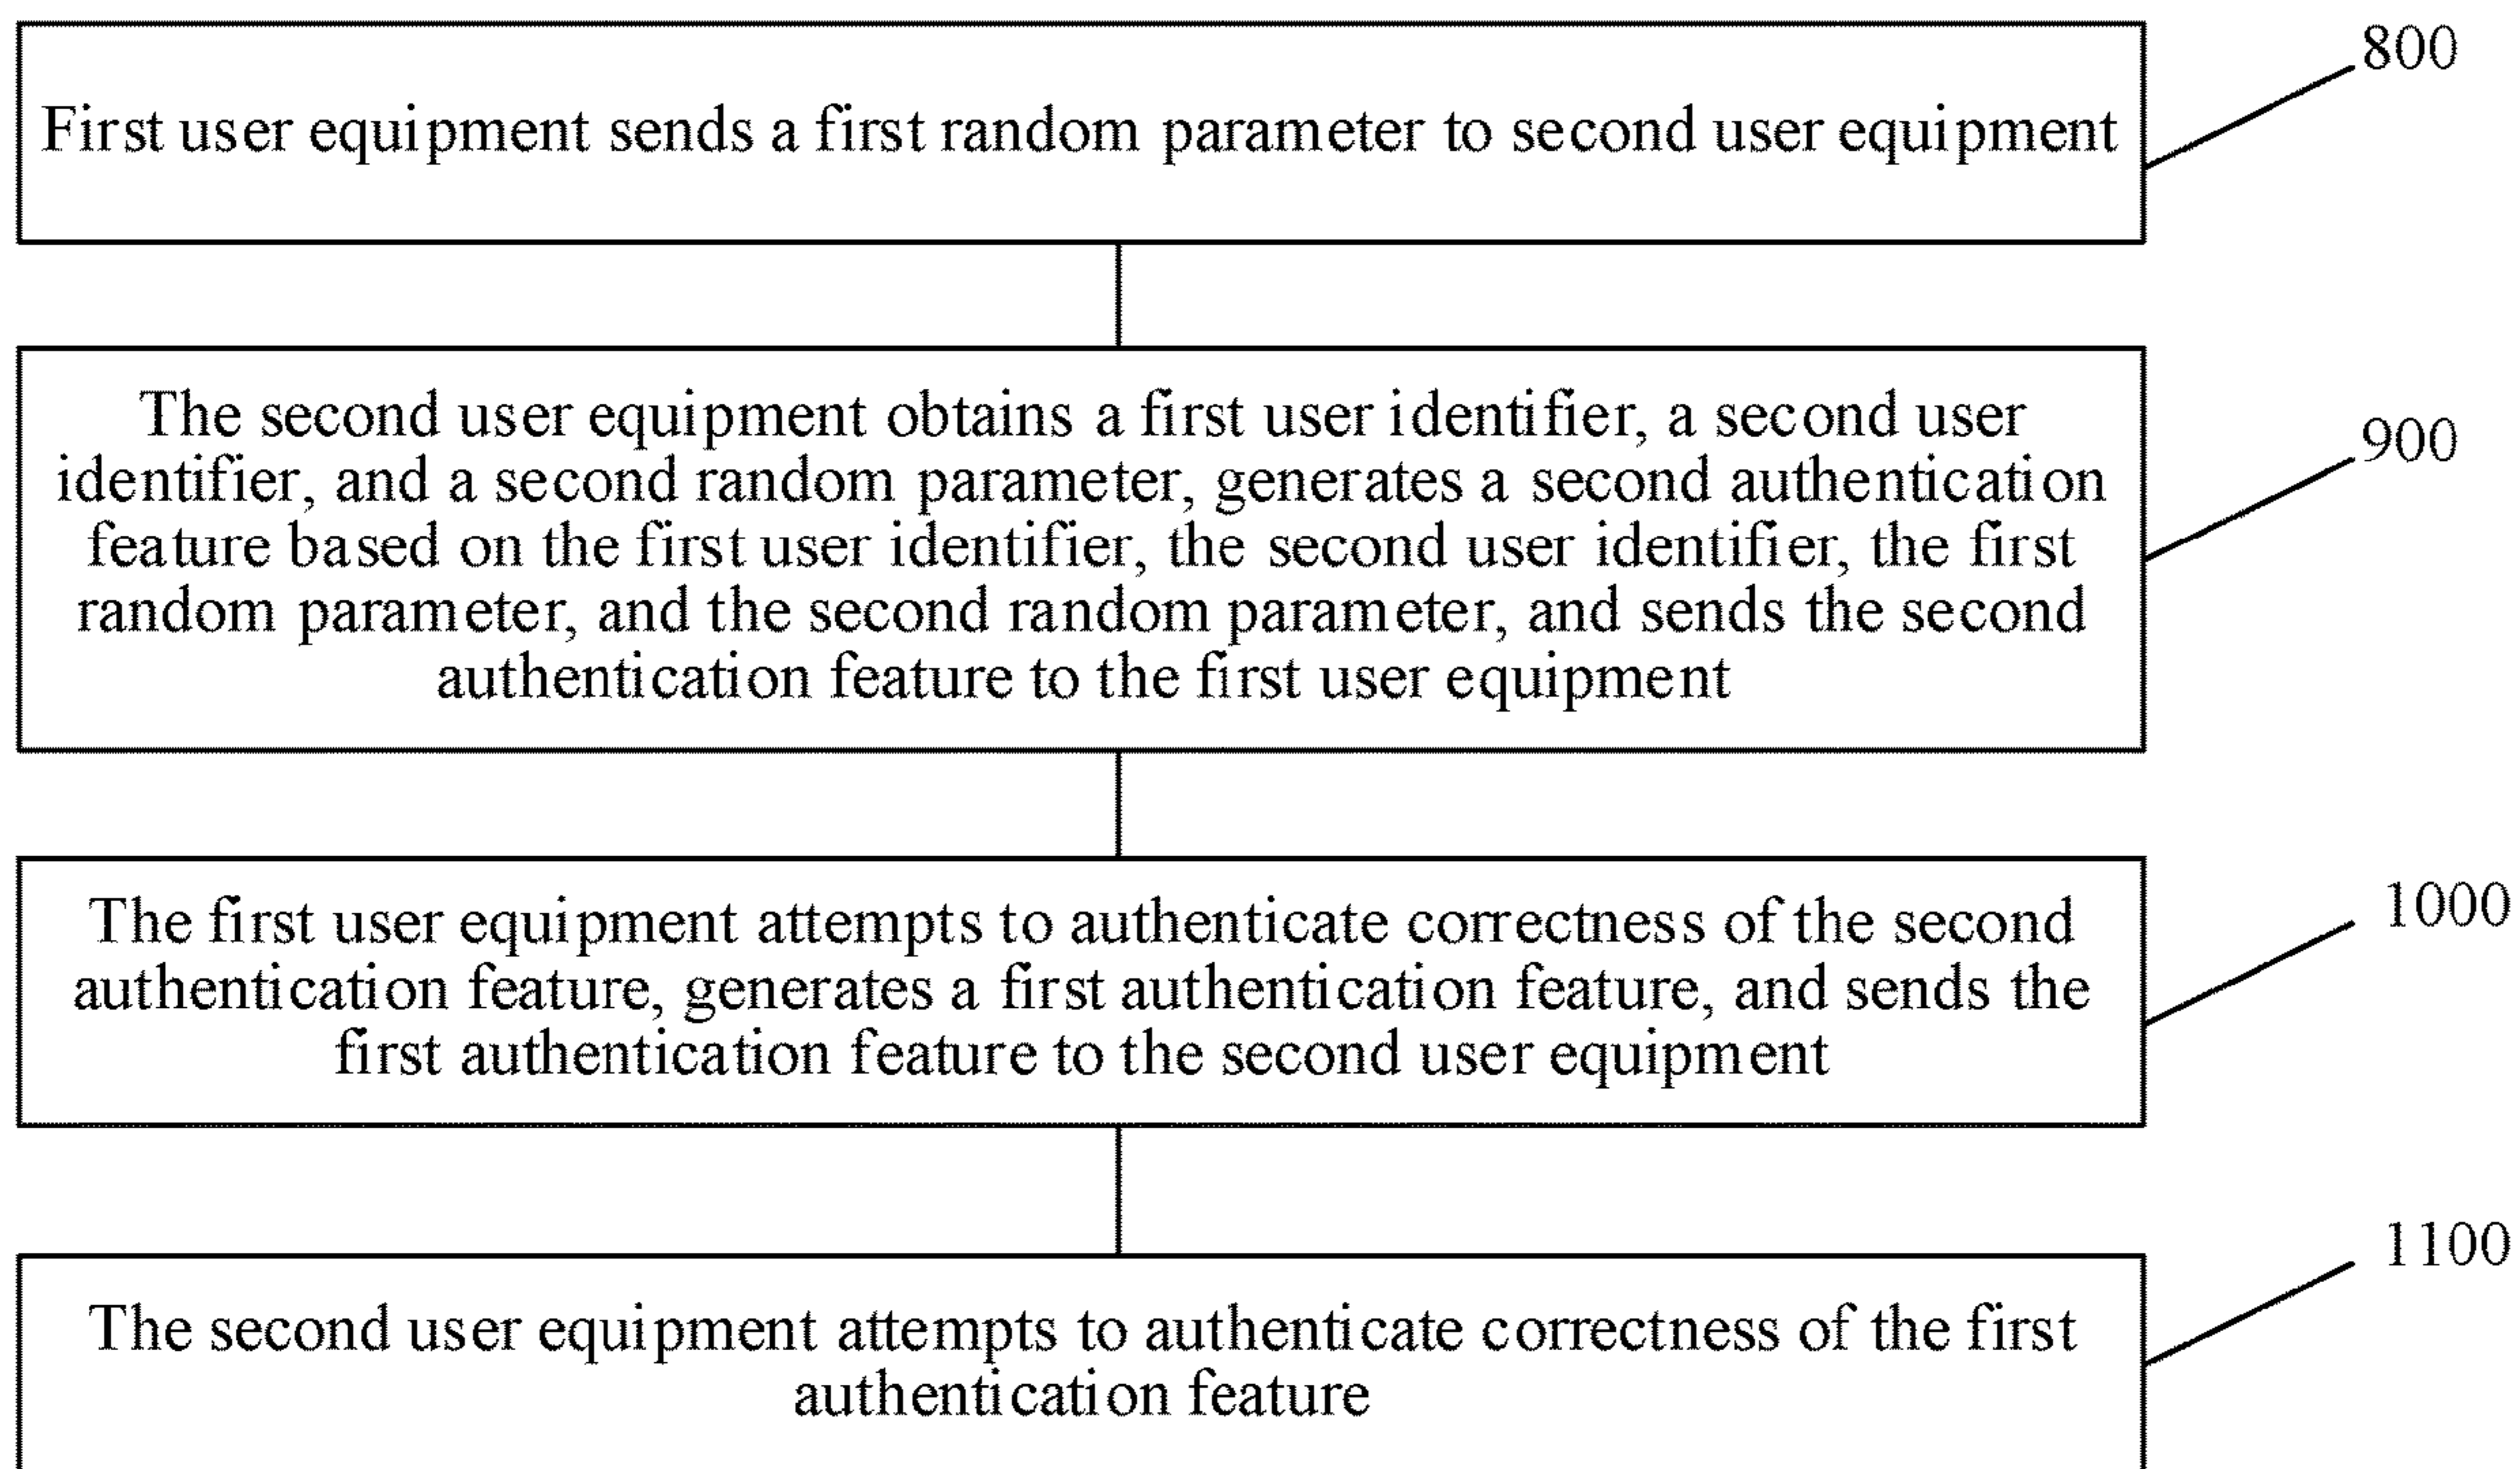 800
First user equipment sends a first random parameter to second user equipment
The second user equipment obtains a first user identifier, a second user
900
identifier, and a second random parameter, generates a second authentication
feature based on the first user identifier, the second user identifier, the first
random parameter, and the second random parameter, and sends the second
authentication feature to the first user equipment
1000
The first user equipment attempts to authenticate correctness of the second
authentication feature, generates a first authentication feature, and sends the
first authentication feature to the second user equipment
1100
The second user equipment attempts to authenticate correctness of the first
authentication feature